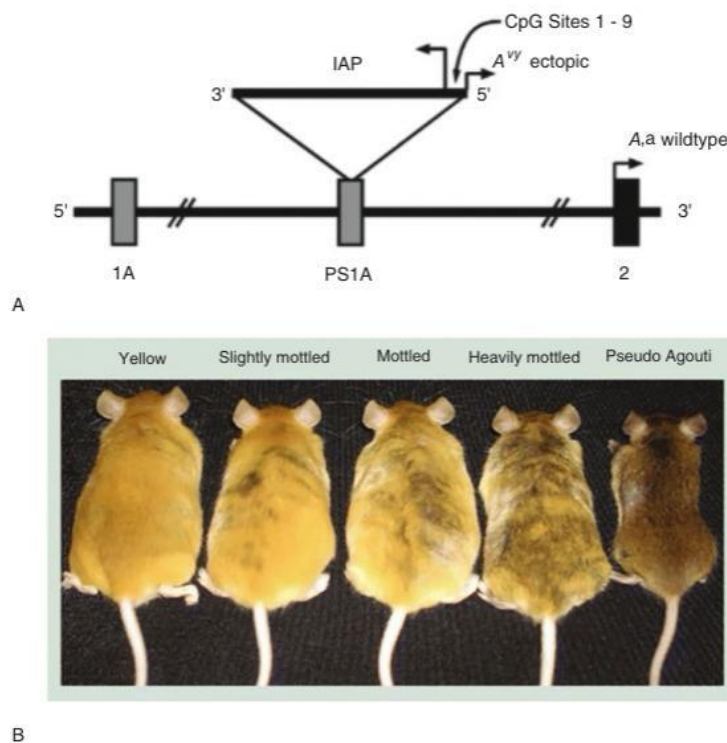 CpG Sites 1 - 9
IAP
A^vy ectopic
3'
5'
A,a wildtype
5'
3'
1A
PS1A
2
A
Yellow
Slightly mottled
Mottled
Heavily mottled
Pseudo Agouti
B